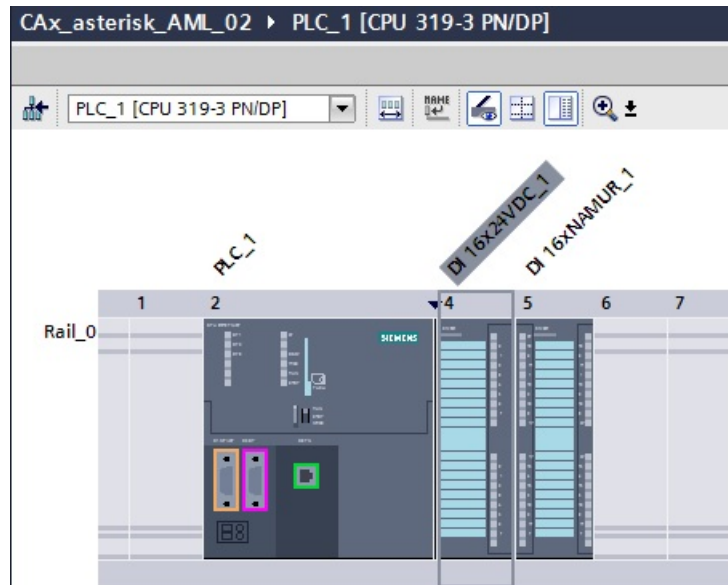 CAx_asterisk_AML_02 ▸ PLC_1 [CPU 319-3 PN/DP]
PLC_1 [CPU 319-3 PN/DP]
NAME
PLC_1
DI 16x24VDC_1
DI 16xNAMUR_1
1 2 4 5 6 7
Rail_0
SIEMENS